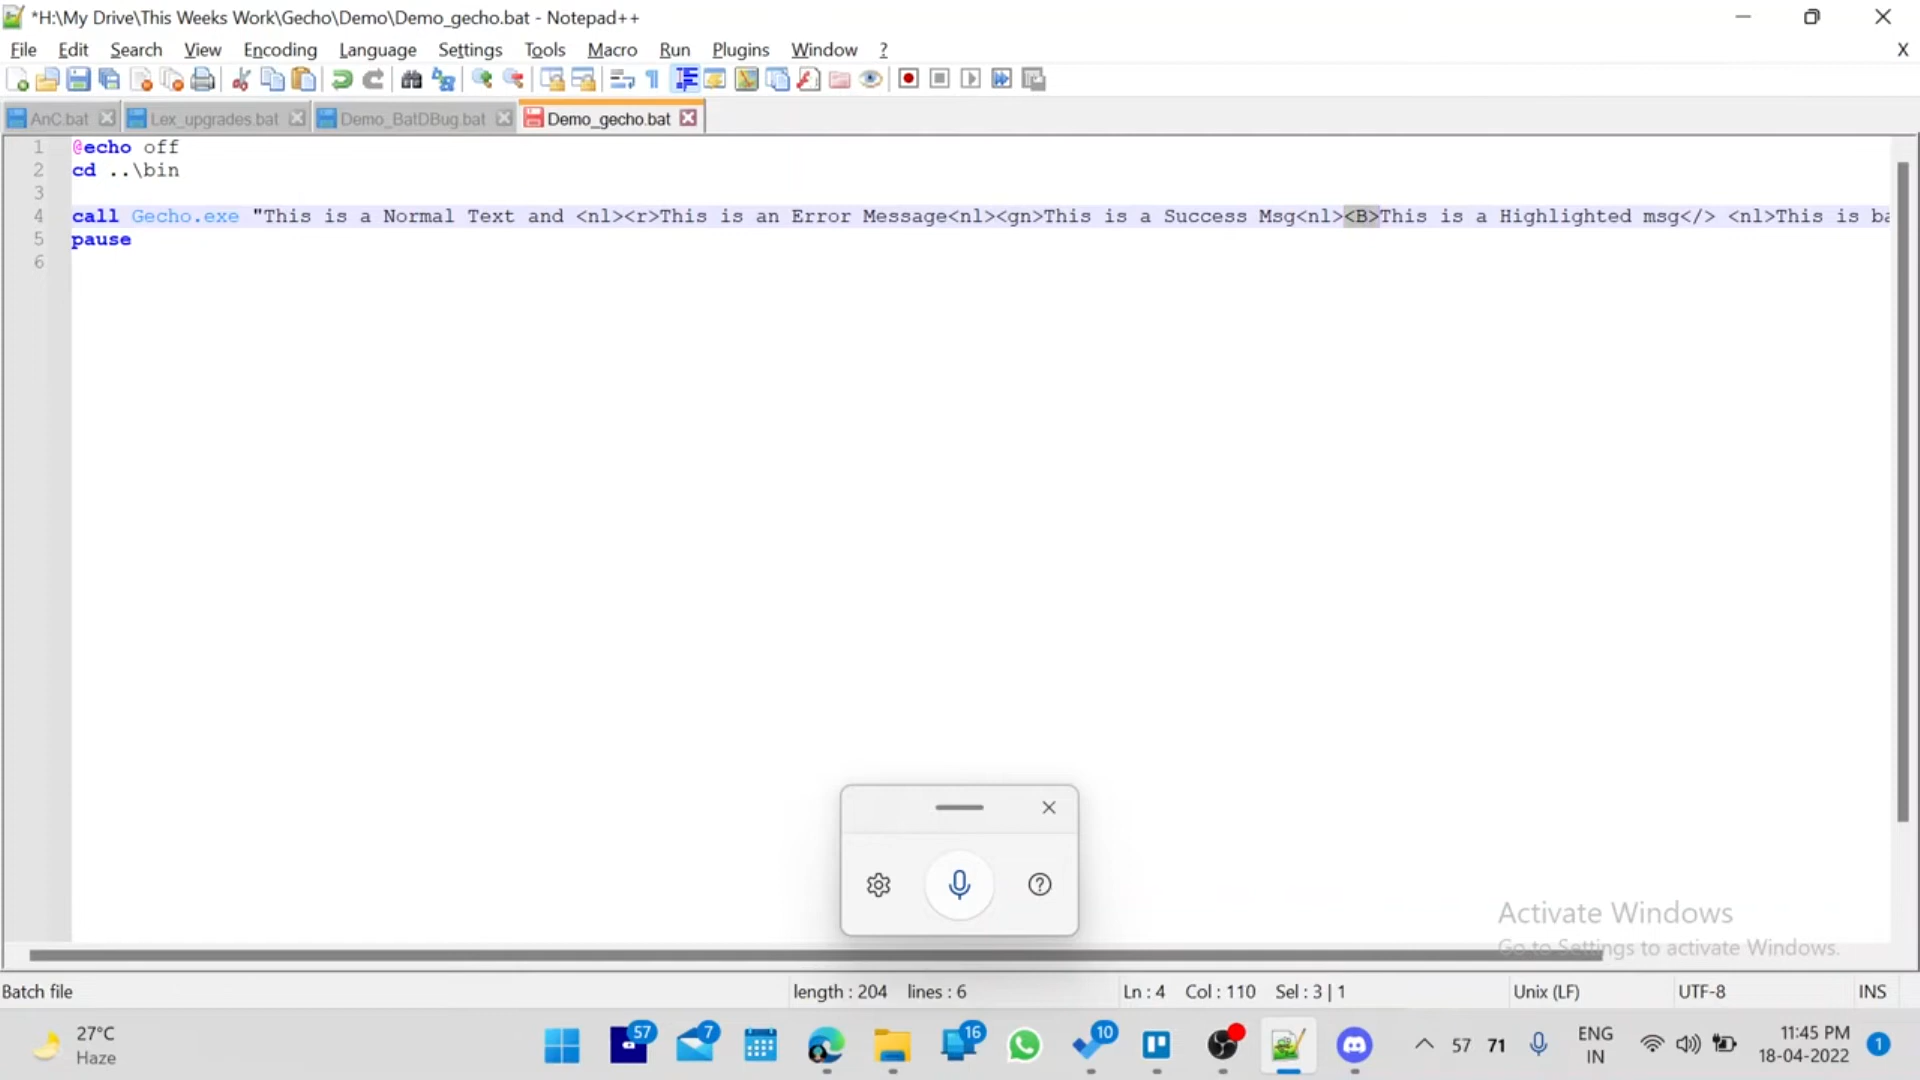 *H:\My Drive\This Weeks Work\Gecho\Demo\Demo_gecho.bat - Notepad++
File Edit Search View Encoding Language Settings Tools Macro Run Plugins Window ? X
AnC.bat Lex_upgrades.bat Demo_BatDBug.bat Demo_gecho.bat
1 @echo off
2 cd ..\bin
3
4 call Gecho.exe "This is a Normal Text and <nl><r>This is an Error Message<nl><gn>This is a Success Msg<nl><B>This is a Highlighted msg</> <nl>This is ba
5 pause
6
Activate Windows
Go to Settings to activate Windows.
Batch file length : 204 lines : 6 Ln : 4 Col : 110 Sel : 3 | 1 Unix (LF) UTF-8 INS
27°C
Haze
57 7 16 10
57 71
ENG
IN
11:45 PM
18-04-2022
1